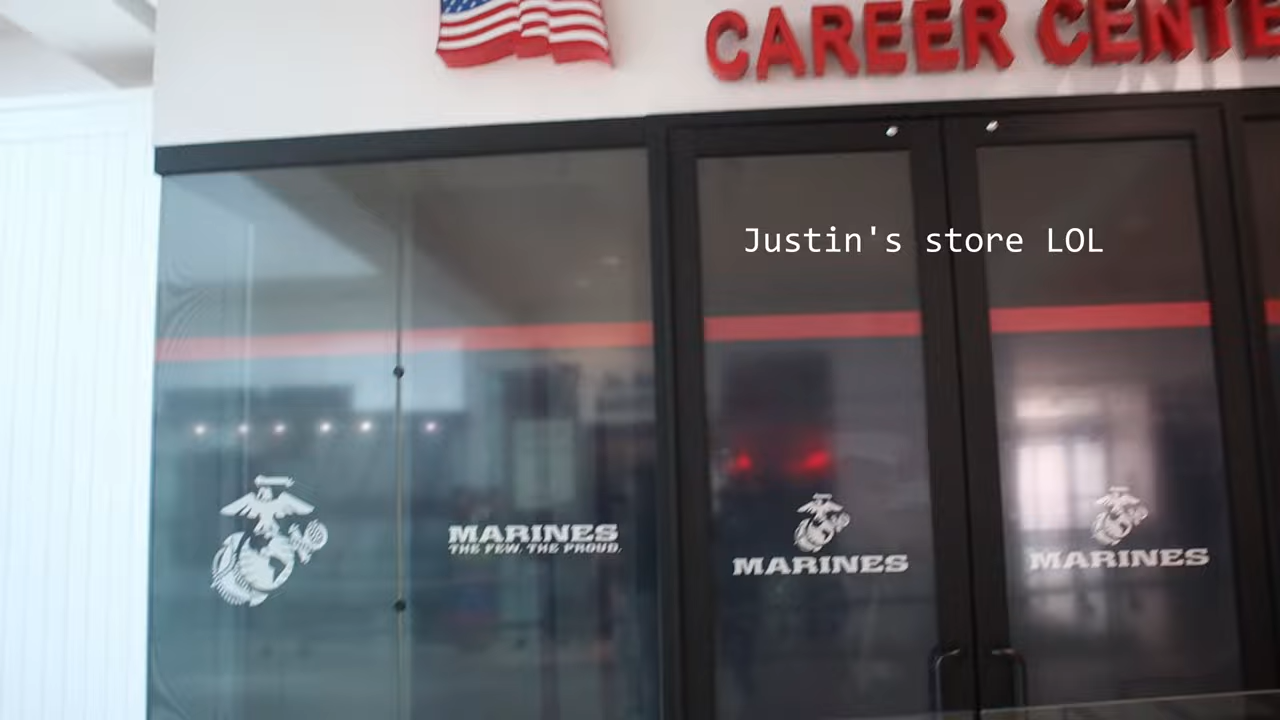 CAREER CENTE
Justin's store LOL
MARINES
THE FEW. THE PROUD.
MARINES
MARINES